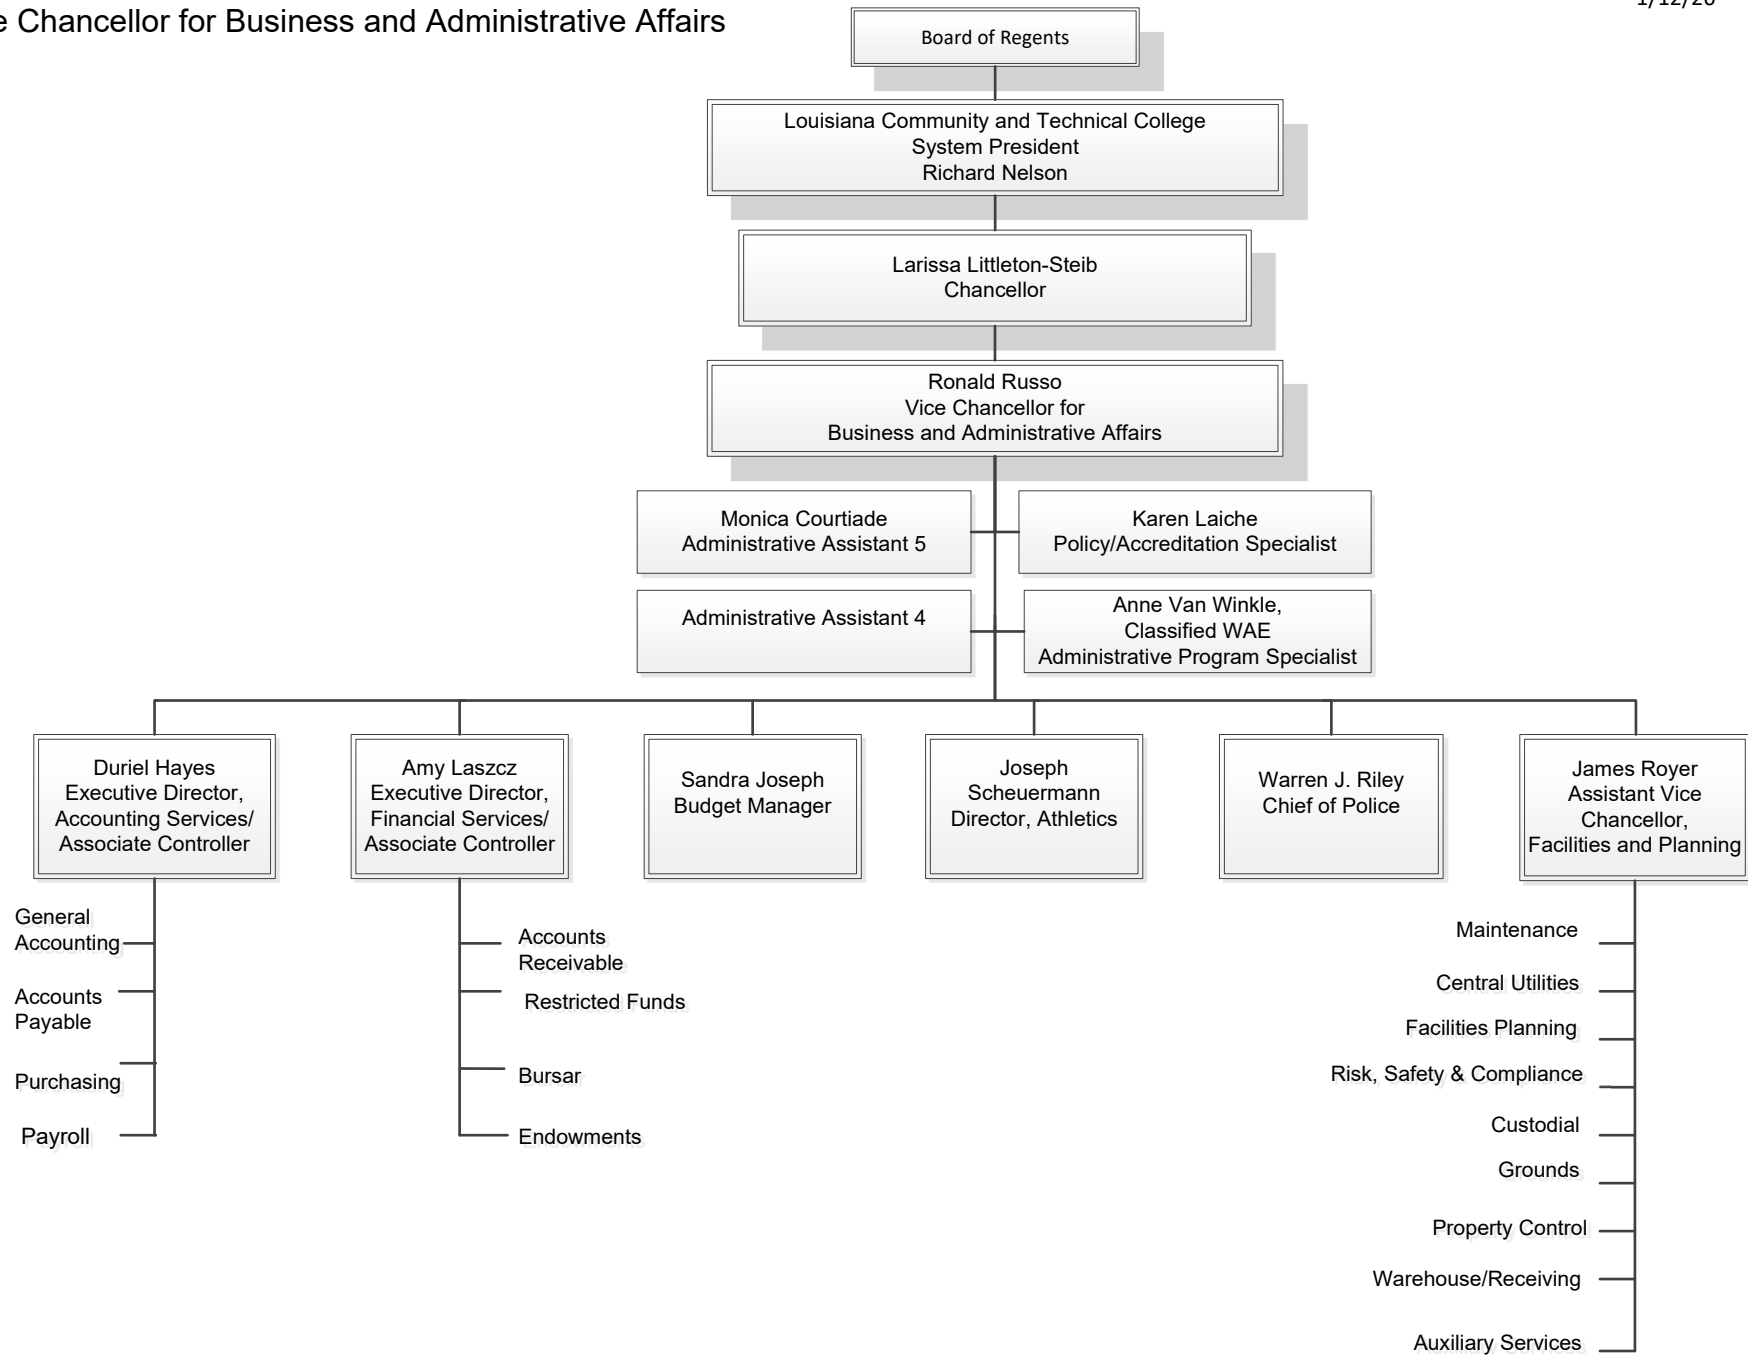 Chancellor for Business and Administrative Affairs
Board of Regents
Louisiana Community and Technical College
System President
Richard Nelson
Larissa Littleton-Steib
Chancellor
Ronald Russo
Vice Chancellor for
Business and Administrative Affairs
Monica Courtiade
Administrative Assistant 5
Karen Laiche
Policy/Accreditation Specialist
Administrative Assistant 4
Anne Van Winkle,
Classified WAE
Administrative Program Specialist
Duriel Hayes
Executive Director,
Accounting Services/
Associate Controller
Amy Laszcz
Executive Director,
Financial Services/
Associate Controller
Sandra Joseph
Budget Manager
Joseph
Scheuermann
Director, Athletics
Warren J. Riley
Chief of Police
James Royer
Assistant Vice
Chancellor,
Facilities and Planning
General
Accounting
Accounts
Payable
Purchasing
Payroll
Accounts
Receivable
Restricted Funds
Bursar
Endowments
Maintenance
Central Utilities
Facilities Planning
Risk, Safety & Compliance
Custodial
Grounds
Property Control
Warehouse/Receiving
Auxiliary Services